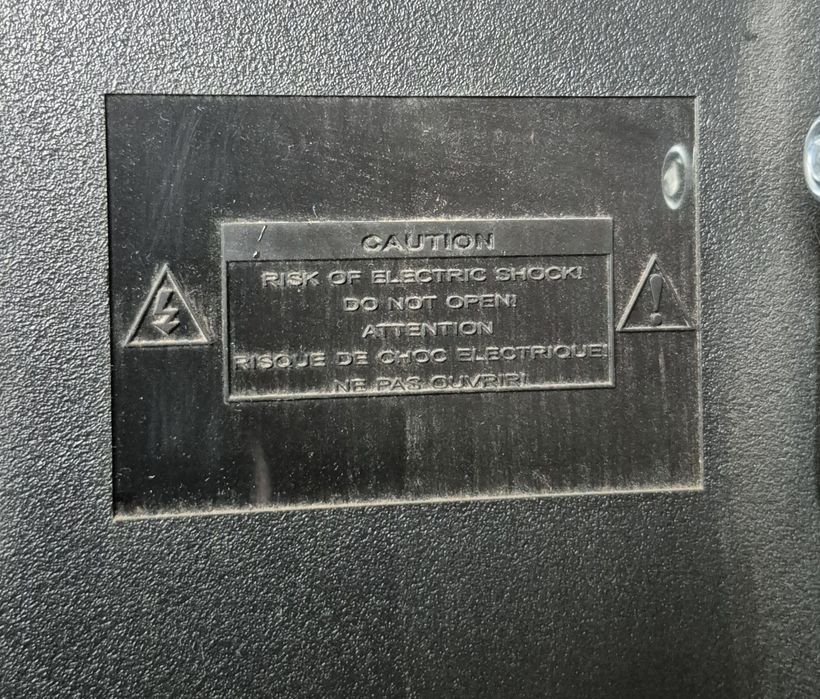 CAUTION
RISK OF ELECTRIC SHOCK!
DO NOT OPEN!
ATTENTION
RISQUE DE CHOC ELECTRIQUE!
NE PAS OUVRIR!